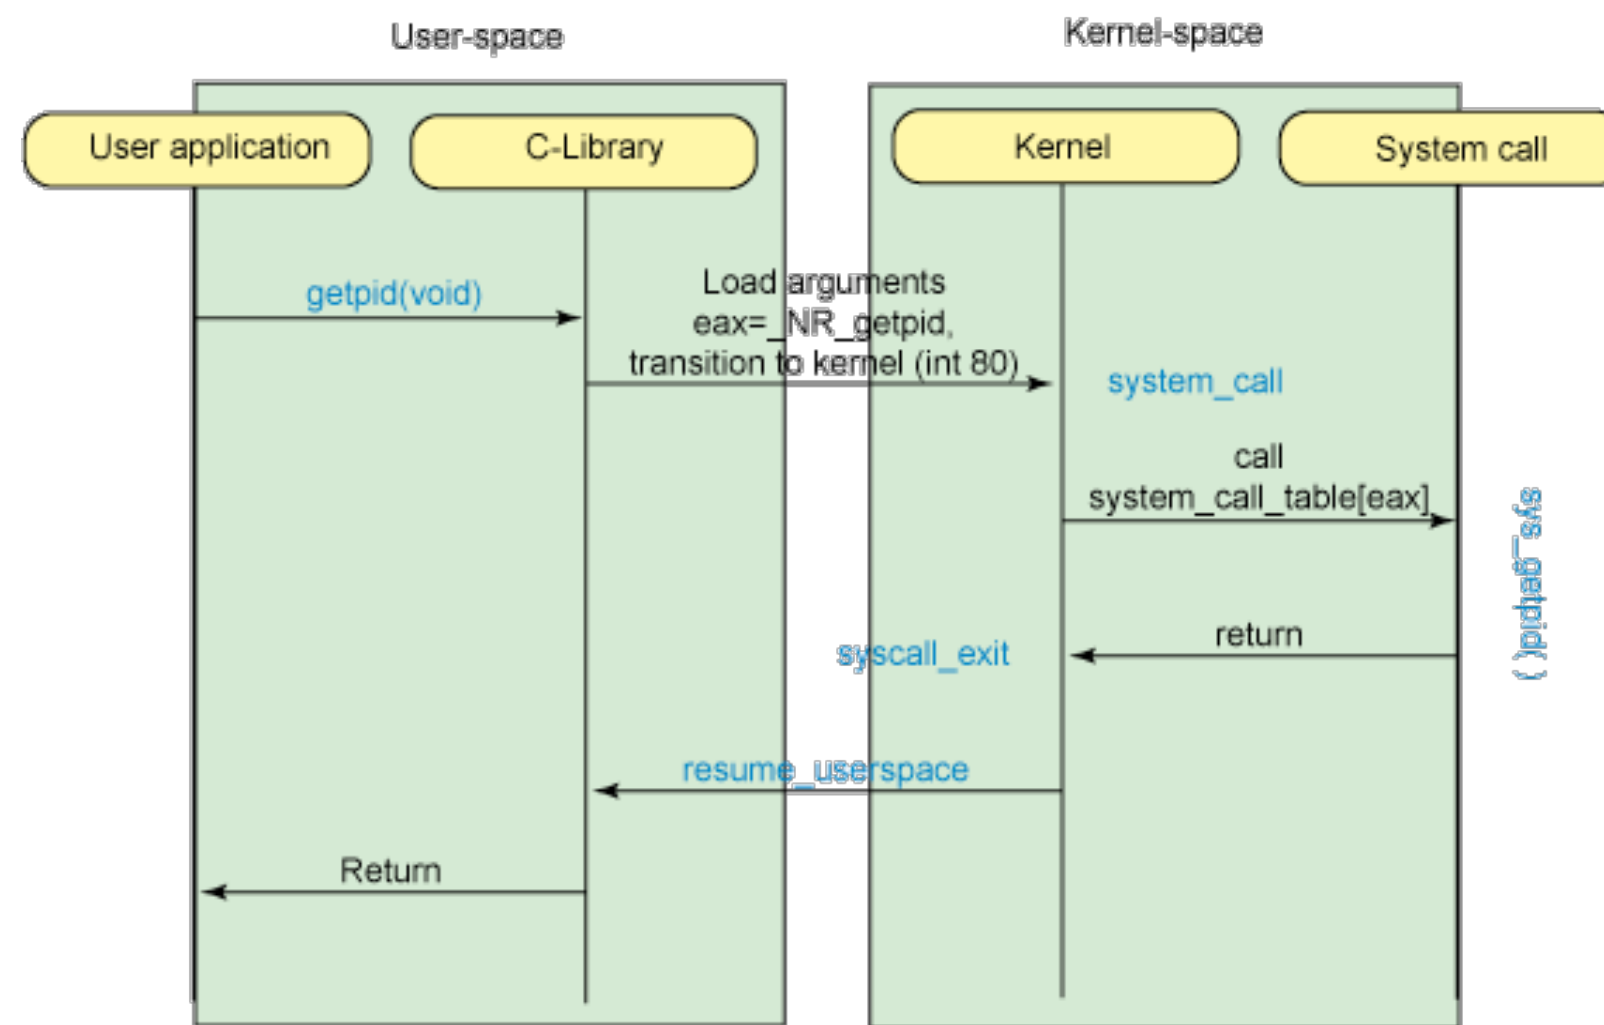 User-space
Kernel-space
User application
C-Library
Kernel
System call
getpid(void)
Load arguments
eax=_NR_getpid,
transition to kernel (int 80)
system_call
call
system_call_table[eax]
sys_getpid( )
return
syscall_exit
resume_userspace
Return